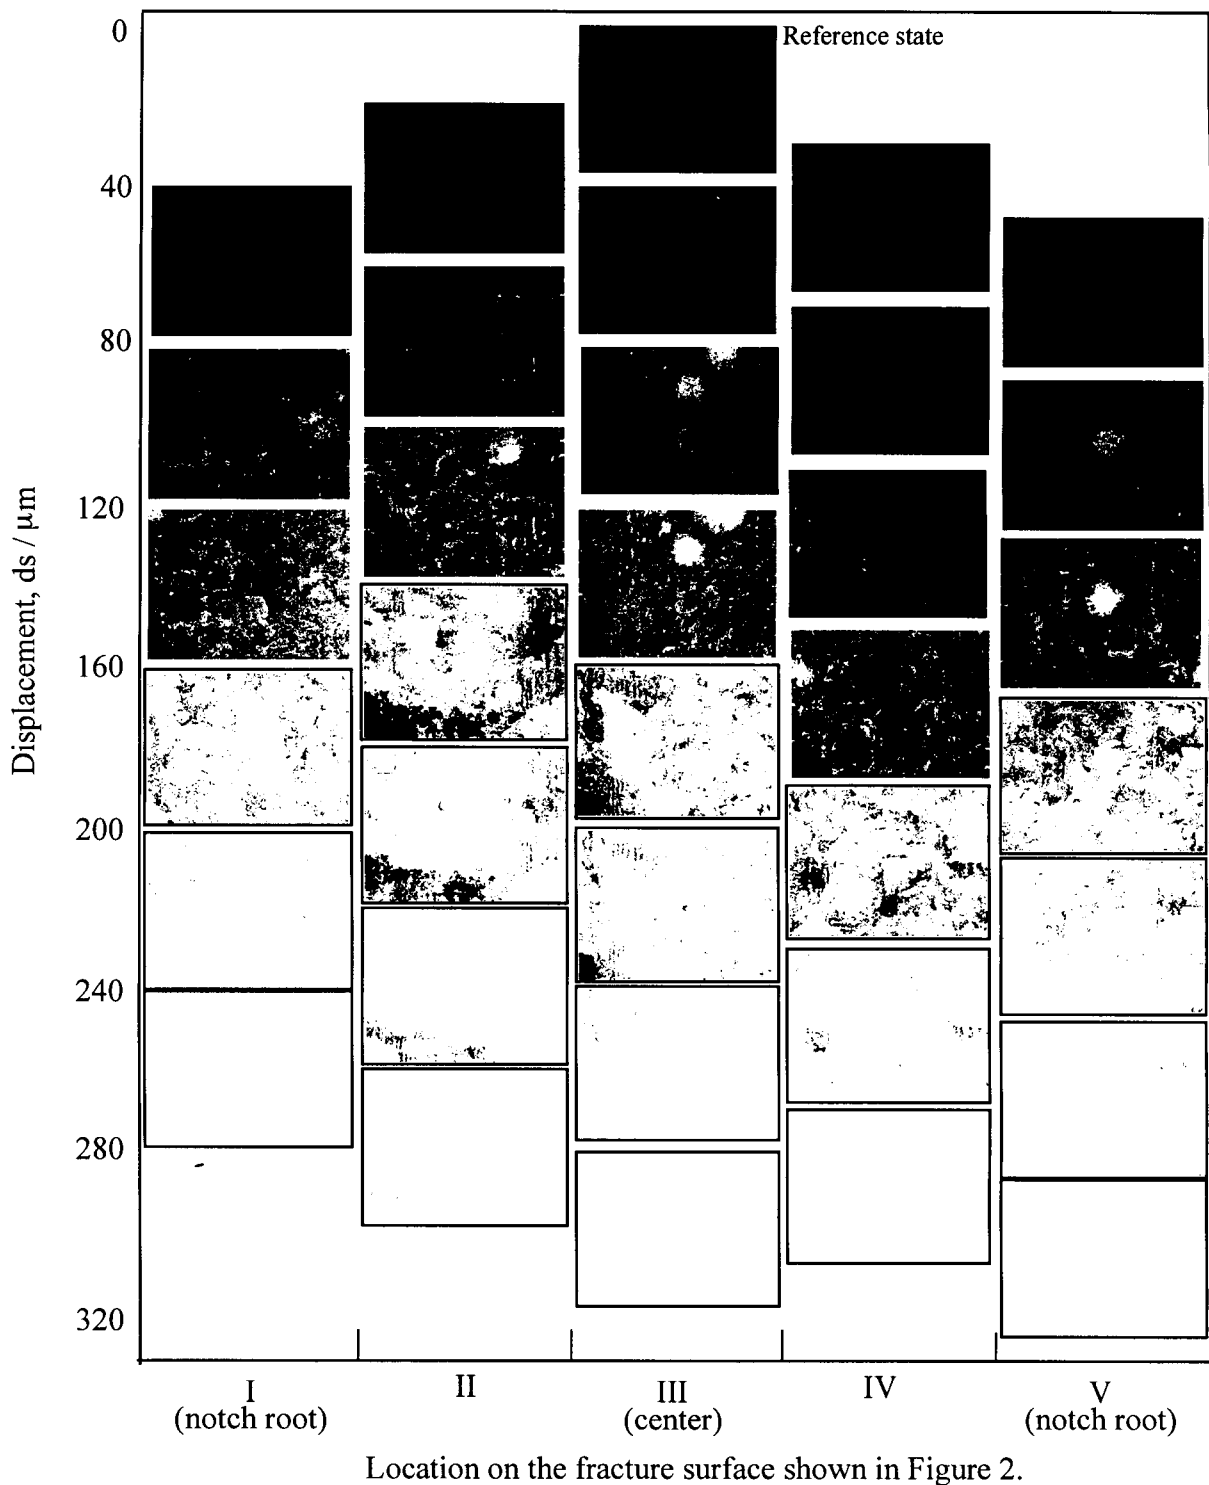 0
Reference state
40
80
120
160
200
240
280
320
Displacement, ds / μm
I
(notch root)
II
III
(center)
IV
V
(notch root)
Location on the fracture surface shown in Figure 2.